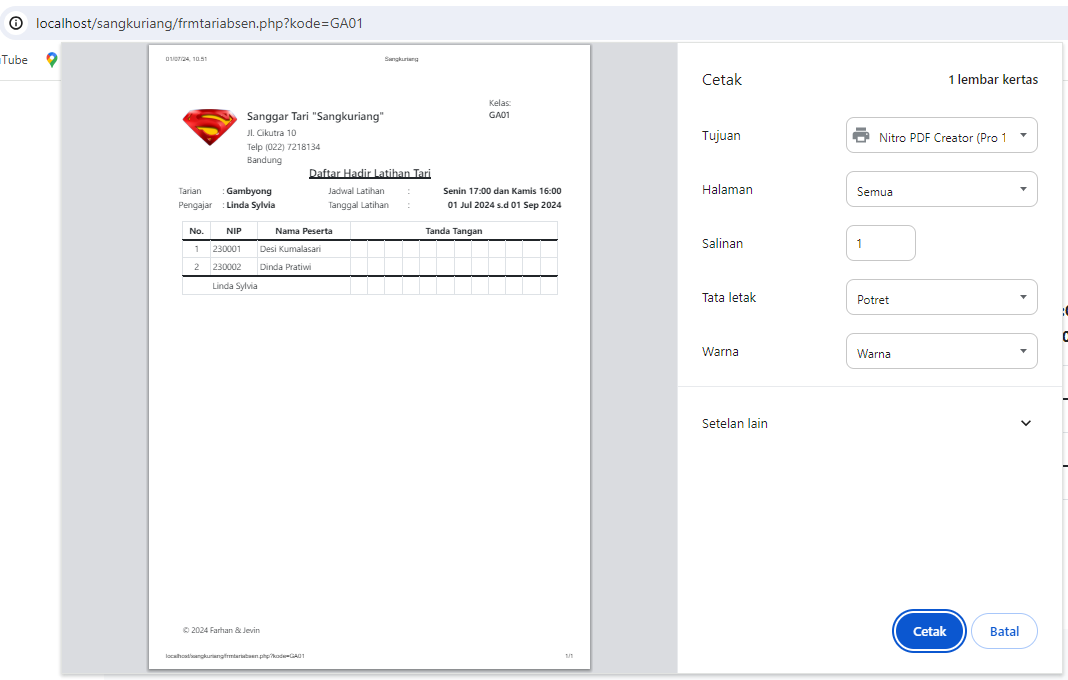 localhost/sangkuriang/frmtariabsen.php?kode=GA01
Tube
01/07/24, 10.51 Sangkuriang
Kelas:
GA01
Sanggar Tari "Sangkuriang"
Jl. Cikutra 10
Telp (022) 7218134
Bandung
Daftar Hadir Latihan Tari
Tarian : Gambyong Jadwal Latihan : Senin 17:00 dan Kamis 16:00
Pengajar : Linda Sylvia Tanggal Latihan : 01 Jul 2024 s.d 01 Sep 2024
No. NIP Nama Peserta Tanda Tangan
1 230001 Desi Kumalasari
2 230002 Dinda Pratiwi
Linda Sylvia
© 2024 Farhan & Jevin
localhost/sangkuriang/frmtariabsen.php?kode=GA01 1/1
Cetak 1 lembar kertas
Tujuan Nitro PDF Creator (Pro 1
Halaman Semua
Salinan 1
Tata letak Potret
Warna Warna
Setelan lain
Cetak Batal